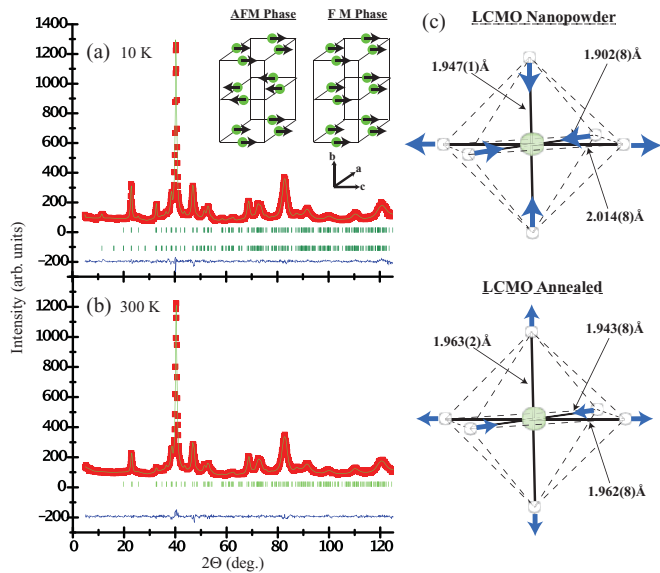 AFM Phase
F M Phase
(a)
10 K
1400
1200
1000
800
600
400
200
0
−200
b
a
c
(b)
300 K
1200
1000
800
600
400
200
0
−200
Intensity (arb. units)
0
20
40
60
80
100
120
2Θ (deg.)
(c)
LCMO Nanopowder
1.947(1)Å
1.902(8)Å
2.014(8)Å
LCMO Annealed
1.963(2)Å
1.943(8)Å
1.962(8)Å